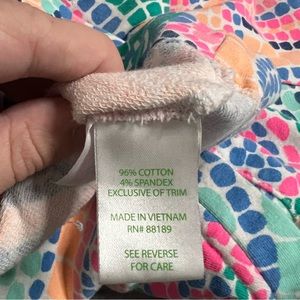 96% COTTON
4% SPANDEX
EXCLUSIVE OF TRIM
MADE IN VIETNAM
RN# 88189
SEE REVERSE
FOR CARE